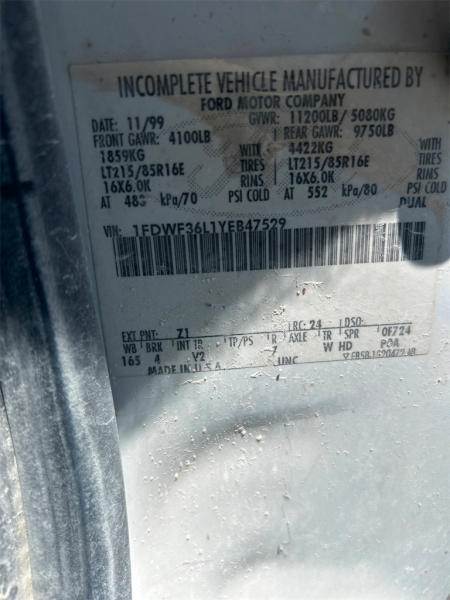 INCOMPLETE VEHICLE MANUFACTURED BY
FORD MOTOR COMPANY
DATE: 11/99 GVWR: 11200LB/ 5080KG
FRONT GAWR: 4100LB REAR GAWR: 9750LB
1859KG WITH 4422KG WITH
LT215/85R16E TIRES LT215/85R16E TIRES
16X6.0K RIMS 16X6.0K RIMS
AT 483 kPa/70 PSI COLD AT 552 kPa/80 PSI COLD
DUAL
VIN: 1FDWF36L1YEB47529
EXT PNT: Z1 RC: 24 DSO:
WB BRK INT TR TP/PS R AXLE TR SPR 0F724
165 4 V2 7 W HD POA
MADE IN U.S.A. UNC